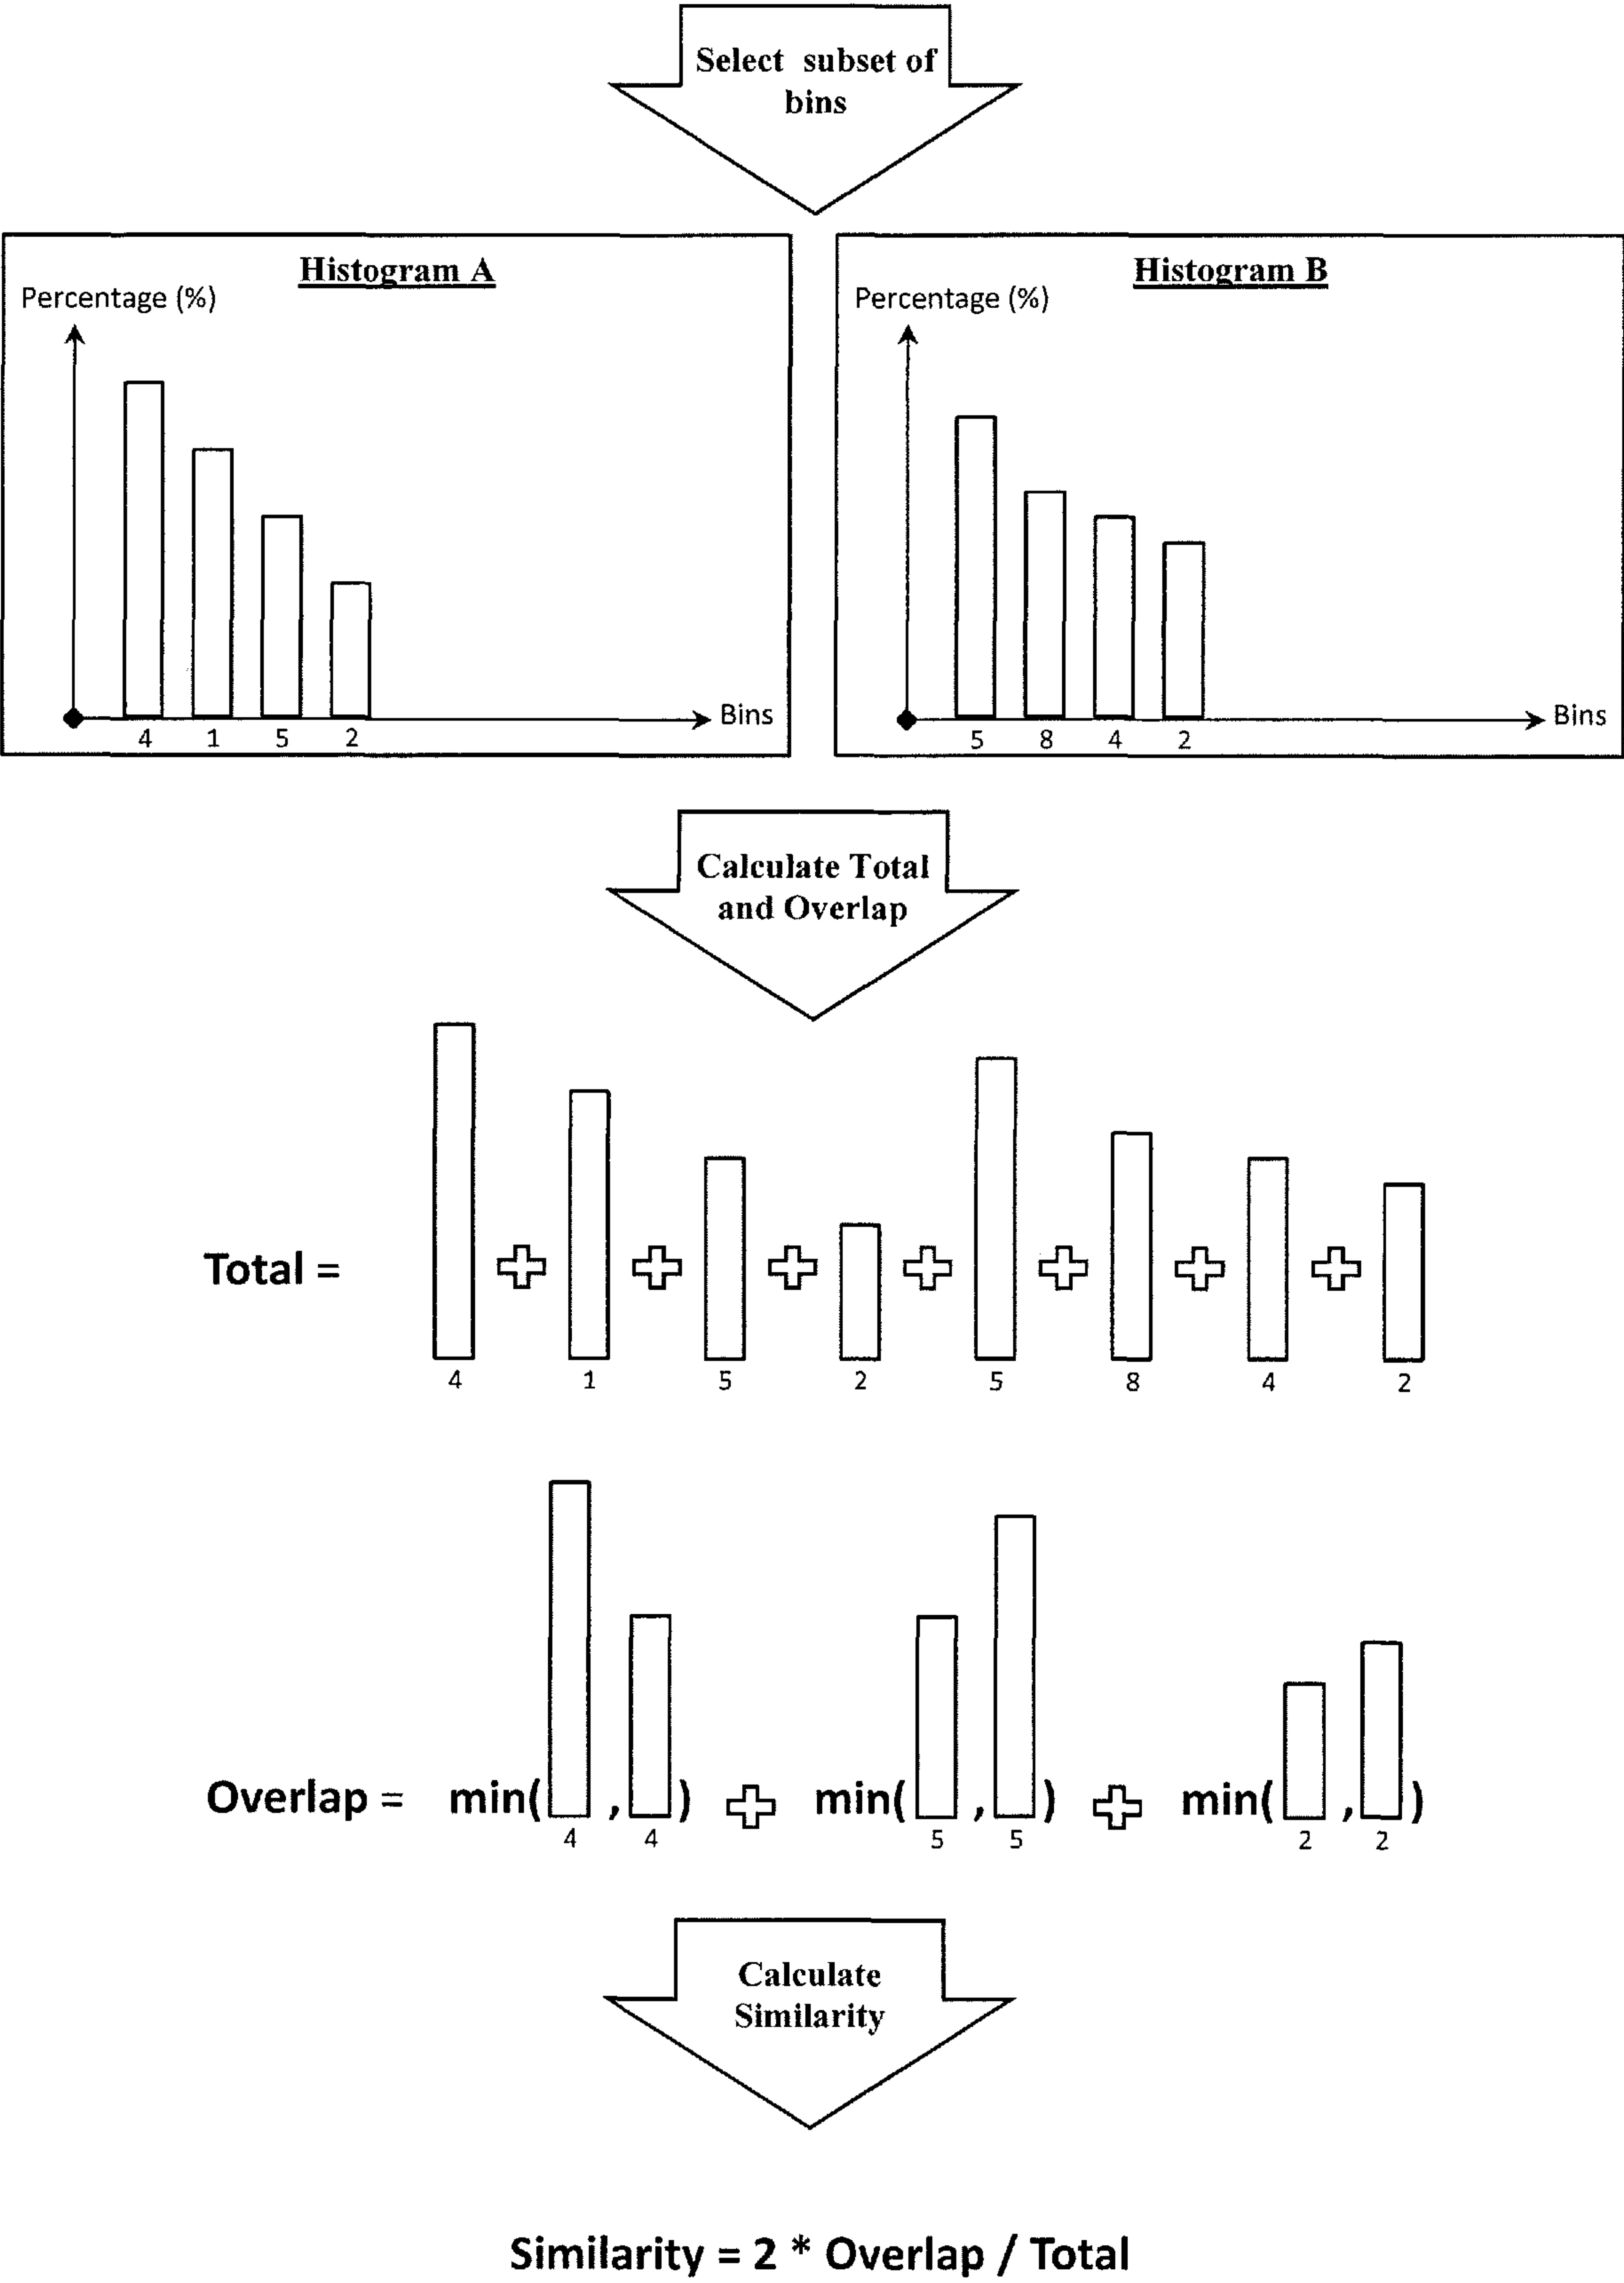 Select subset of
bins
Histogram A
Percentage (%)
Bins
4 1 5 2
Histogram B
Percentage (%)
Bins
5 8 4 2
Calculate Total
and Overlap
Total =
4 1 5 2 5 8 4 2
Overlap = min( , ) min( , ) min( , )
4 4 5 5 2 2
Calculate
Similarity
Similarity = 2 * Overlap / Total